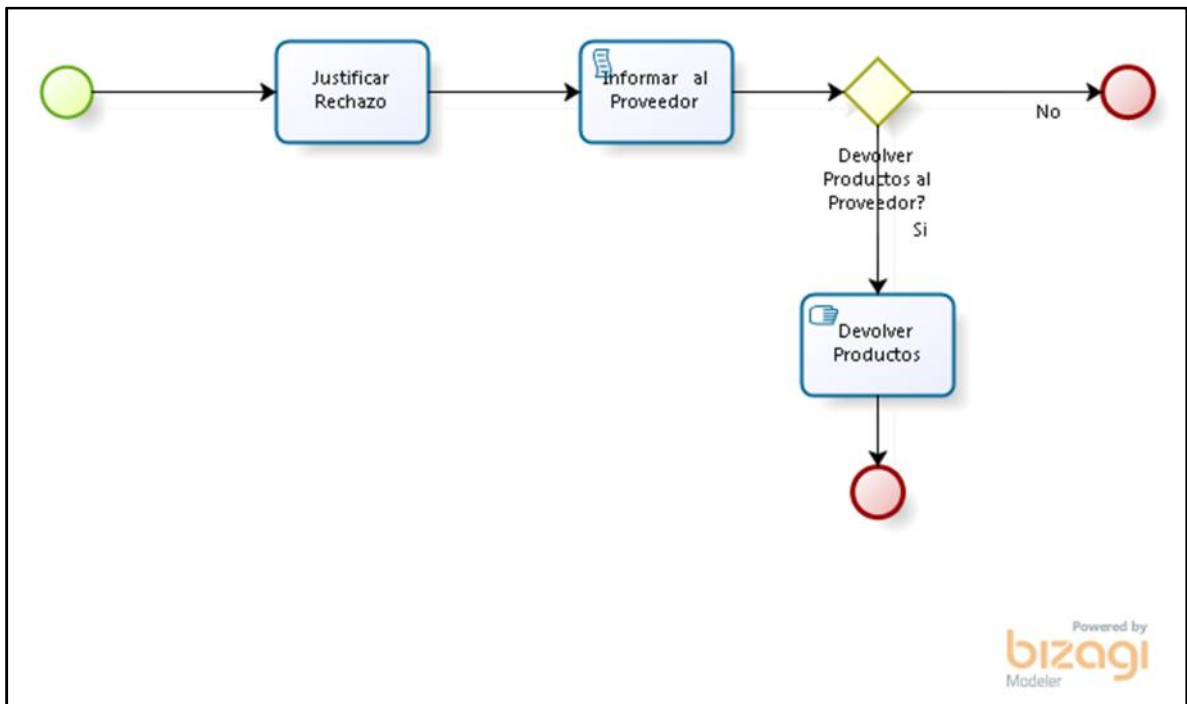 Justificar
Rechazo
Informar al
Proveedor
No
Devolver
Productos al
Proveedor?
Si
Devolver
Productos
Powered by
bizagi
Modeler